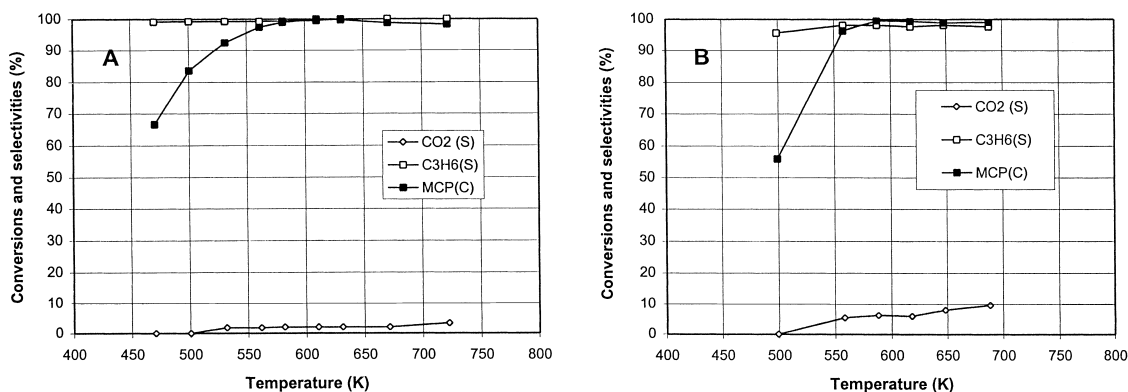 Conversions and selectivities (%)
100
90
80
70
60
50
40
30
20
10
0
A
CO2 (S)
C3H6(S)
MCP(C)
400 450 500 550 600 650 700 750 800
Temperature (K)
Conversions and selectivities (%)
100
90
80
70
60
50
40
30
20
10
0
B
CO2 (S)
C3H6(S)
MCP(C)
400 450 500 550 600 650 700 750 800
Temperature (K)